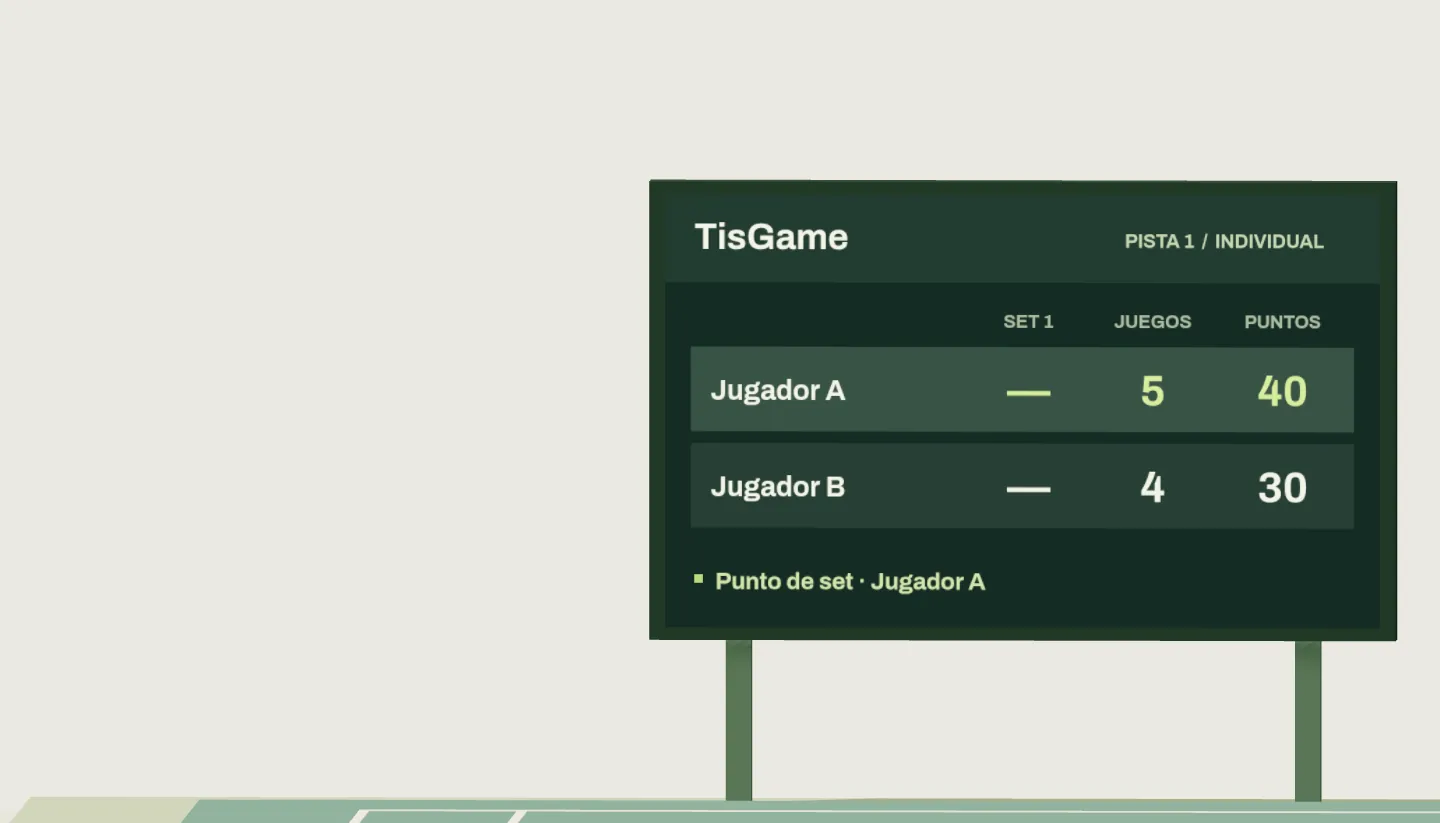 TisGame
PISTA 1 / INDIVIDUAL
SET 1 JUEGOS PUNTOS
Jugador A — 5 40
Jugador B — 4 30
Punto de set · Jugador A